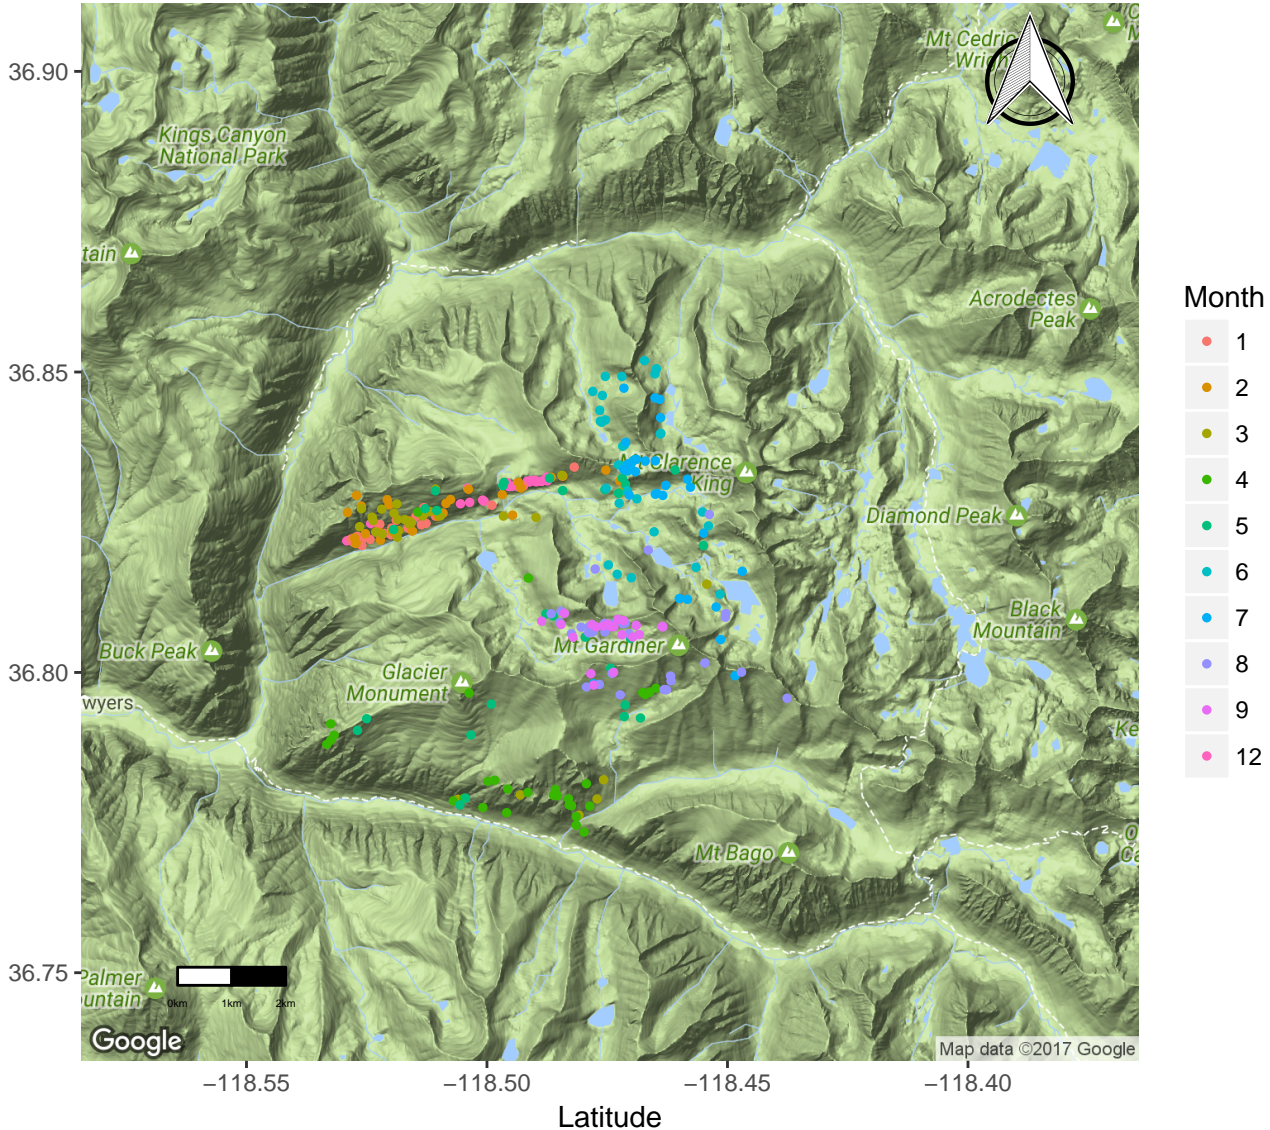 36.90
36.85
36.80
36.75
Mt Cedric
Kings Canyon
National Park
tain
Acrodectes
Peak
Mt Clarence
King
Diamond Peak
Black
Mountain
Buck Peak
Glacier
Monument
Mt Gardiner
wyers
Ke
Mt Bago
Palmer
0km
1km
2km
Google
Map data ©2017 Google
−118.55
−118.50
−118.45
−118.40
Latitude
Month
1
2
3
4
5
6
7
8
9
12